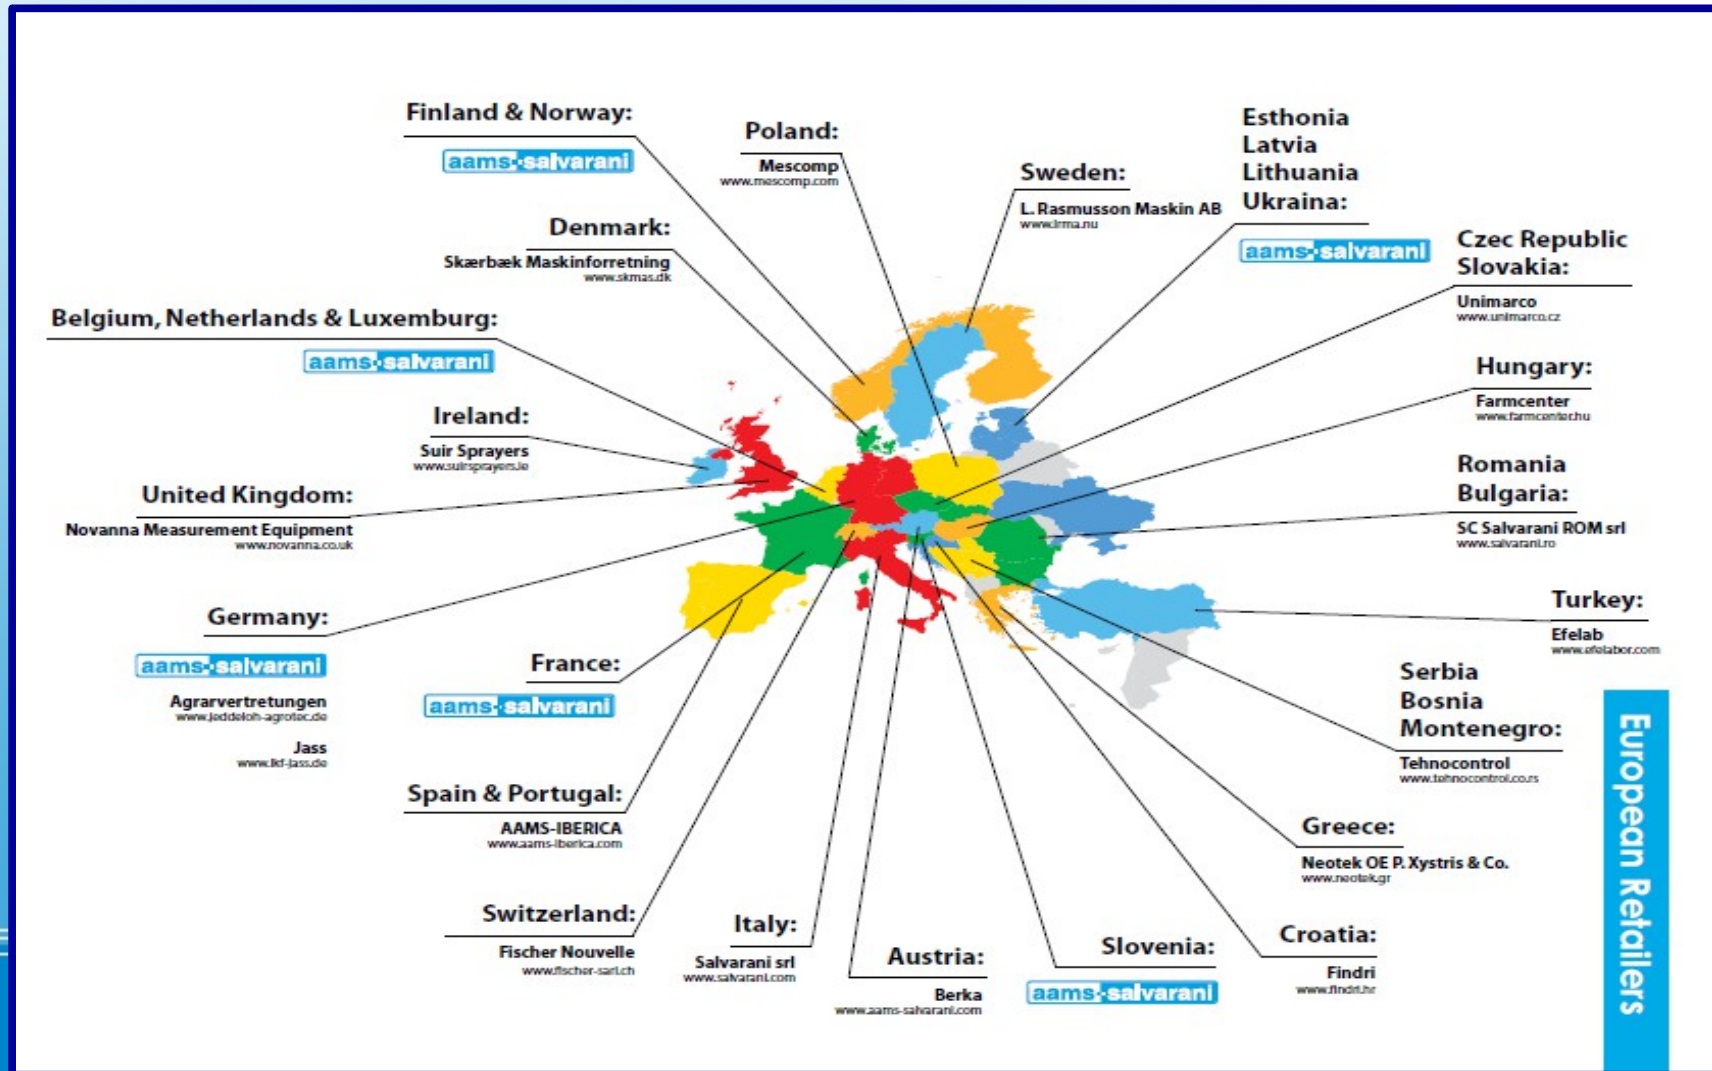 Finland & Norway:
aams-salvarani
Poland:
Mescomp
www.mescomp.com
Sweden:
L. Rasmusson Maskin AB
www.lrma.nu
Esthonia
Latvia
Lithuania
Ukraina:
aams-salvarani
Denmark:
Skærbæk Maskinforretning
www.skmas.dk
Czec Republic
Slovakia:
Unimarco
www.unimarco.cz
Belgium, Netherlands & Luxemburg:
aams-salvarani
Hungary:
Farmcenter
www.farmcenter.hu
Ireland:
Suir Sprayers
www.suirsprayers.ie
Romania
Bulgaria:
SC Salvarani ROM srl
www.salvarani.ro
United Kingdom:
Novanna Measurement Equipment
www.novanna.co.uk
Turkey:
Efelab
www.efelabor.com
Germany:
aams-salvarani
Agrarvertretungen
www.jeddeloh-agrotec.de
Jass
www.lkf-jass.de
France:
aams-salvarani
Serbia
Bosnia
Montenegro:
Tehnocontrol
www.tehnocontrol.co.rs
Spain & Portugal:
AAMS-IBERICA
www.aams-iberica.com
Greece:
Neotek OE P. Xystris & Co.
www.neotek.gr
Switzerland:
Fischer Nouvelle
www.fischer-sarl.ch
Italy:
Salvarani srl
www.salvarani.com
Austria:
Berka
www.aams-salvarani.com
Slovenia:
aams-salvarani
Croatia:
Findri
www.findri.hr
European Retailers